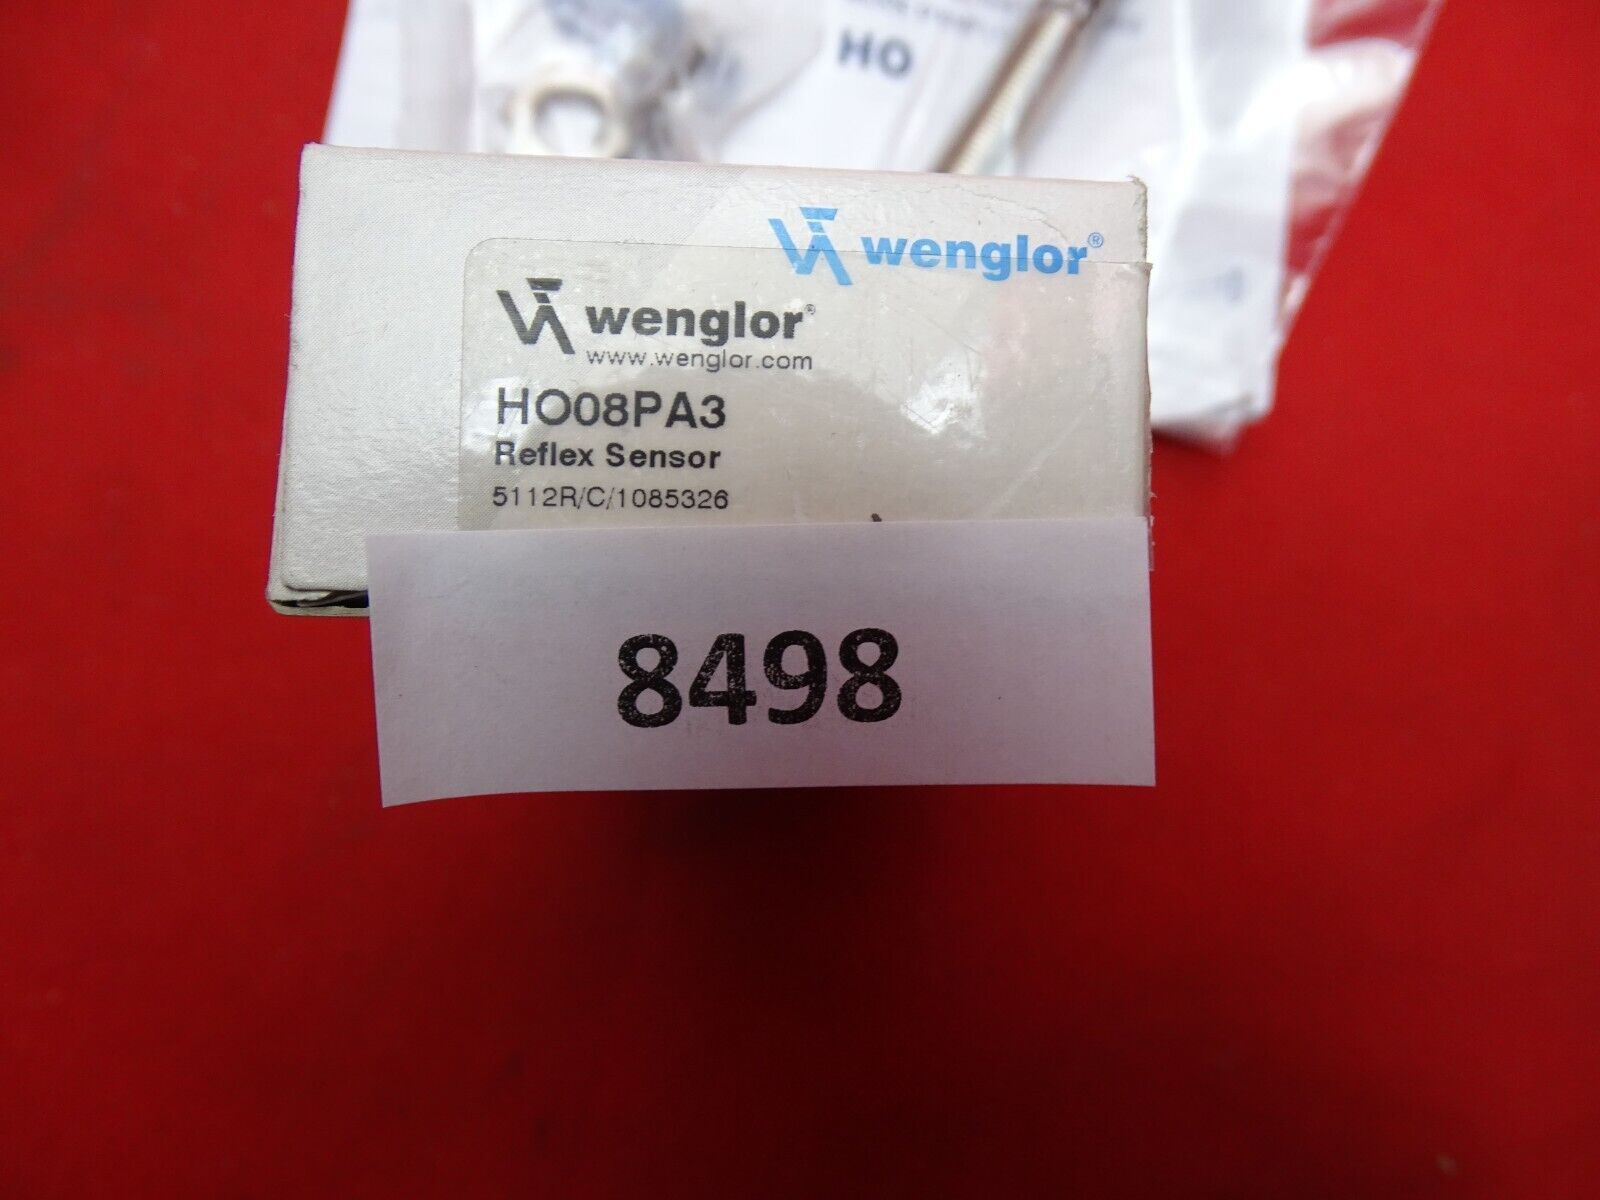 HO
wenglor®
wenglor®
www.wenglor.com
HO08PA3
Reflex Sensor
5112R/C/1085326
8498